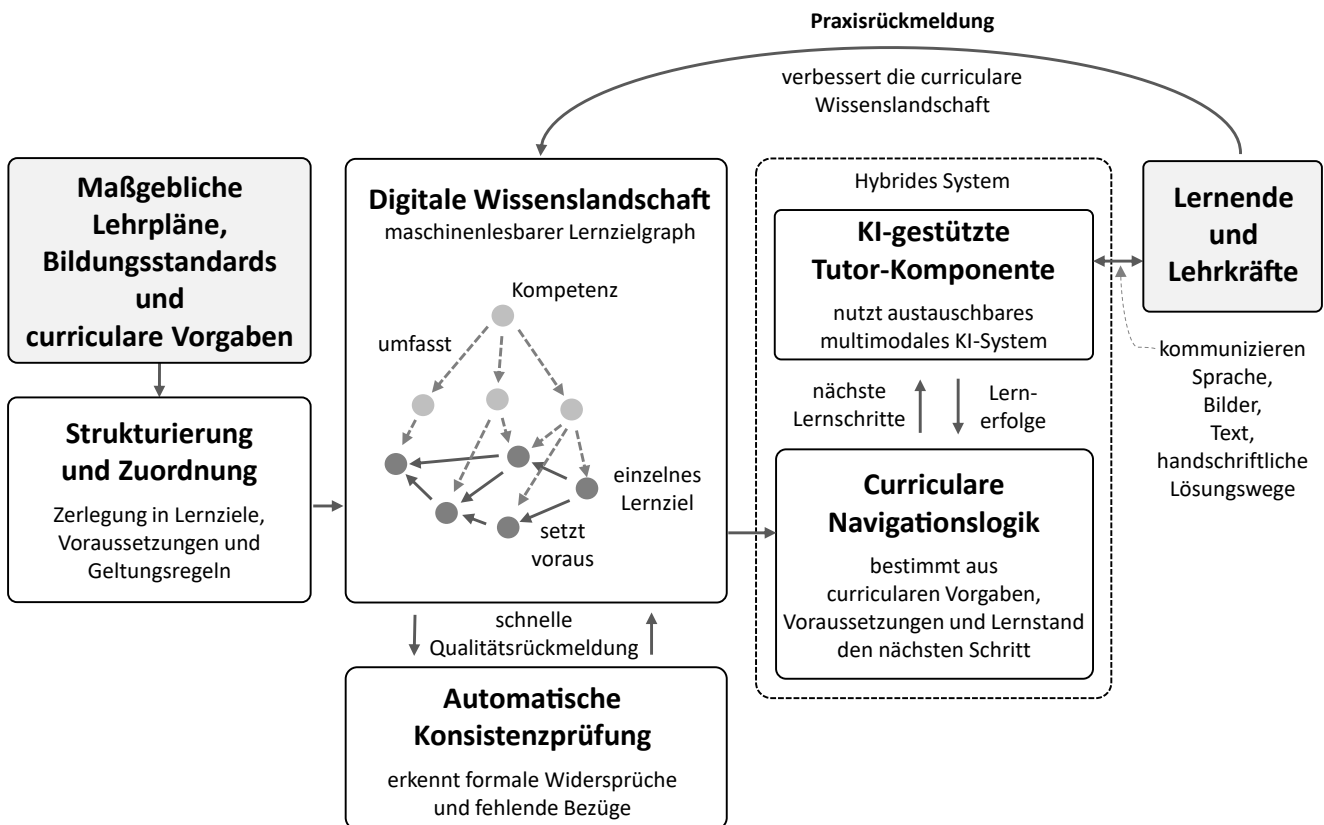 Praxisrückmeldung
verbessert die curriculare
Wissenslandschaft
Maßgebliche
Lehrpläne,
Bildungsstandards
und
curriculare Vorgaben
Strukturierung
und Zuordnung
Zerlegung in Lernziele,
Voraussetzungen und
Geltungsregeln
Digitale Wissenslandschaft
maschinenlesbarer Lernzielgraph
Kompetenz
umfasst
einzelnes
Lernziel
setzt
voraus
schnelle
Qualitätsrückmeldung
Automatische
Konsistenzprüfung
erkennt formale Widersprüche
und fehlende Bezüge
Hybrides System
KI-gestützte
Tutor-Komponente
nutzt austauschbares
multimodales KI-System
nächste
Lernschritte
Lern-
erfolge
Curriculare
Navigationslogik
bestimmt aus
curricularen Vorgaben,
Voraussetzungen und Lernstand
den nächsten Schritt
Lernende
und
Lehrkräfte
kommunizieren
Sprache,
Bilder,
Text,
handschriftliche
Lösungswege